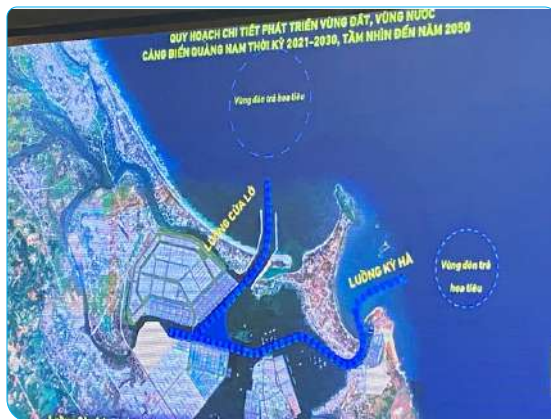 QUY HOẠCH CHI TIẾT PHÁT TRIỂN VÙNG ĐẤT, VÙNG NƯỚC
CẢNG BIỂN QUẢNG NAM THỜI KỲ 2021-2030, TẦM NHÌN ĐẾN NĂM 2050
Vùng đón trả hoa tiêu
LUỒNG CỬA LỞ
LUỒNG KỲ HÀ
Vùng đón trả
hoa tiêu